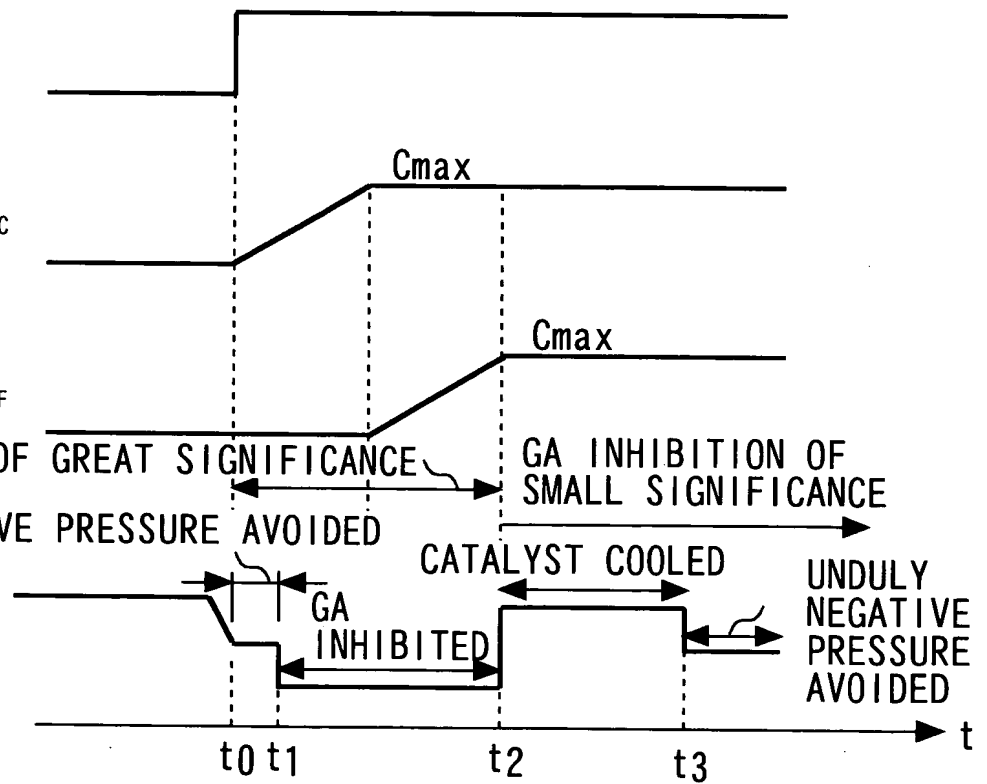 Cmax
C
Cmax
F
OF GREAT SIGNIFICANCE
GA INHIBITION OF
SMALL SIGNIFICANCE
VE PRESSURE AVOIDED
CATALYST COOLED
GA
INHIBITED
UNDULY
NEGATIVE
PRESSURE
AVOIDED
t
t0 t1 t2 t3